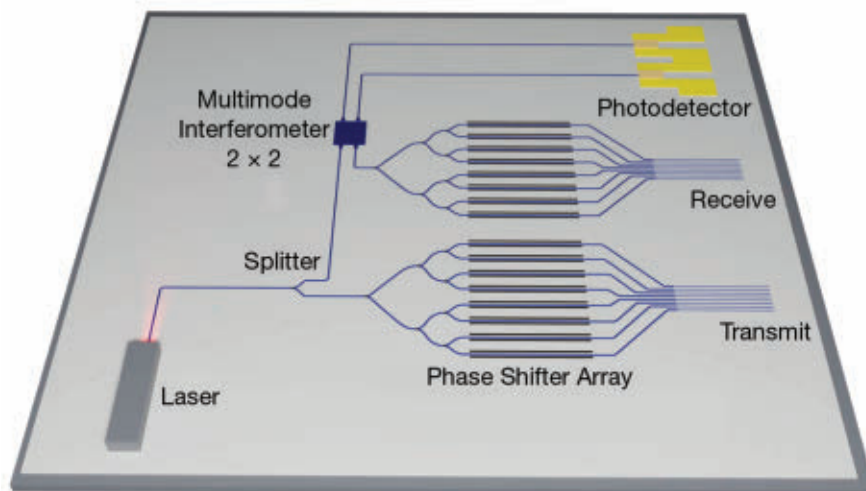 Multimode
Interferometer
2 × 2
Photodetector
Receive
Splitter
Transmit
Phase Shifter Array
Laser